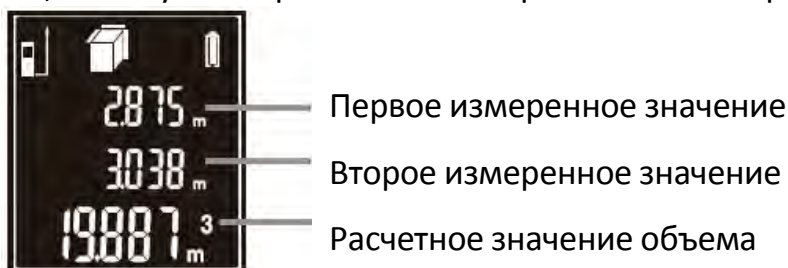 2.875 m Первое измеренное значение
3.038 m Второе измеренное значение
19.887 m³ Расчетное значение объема